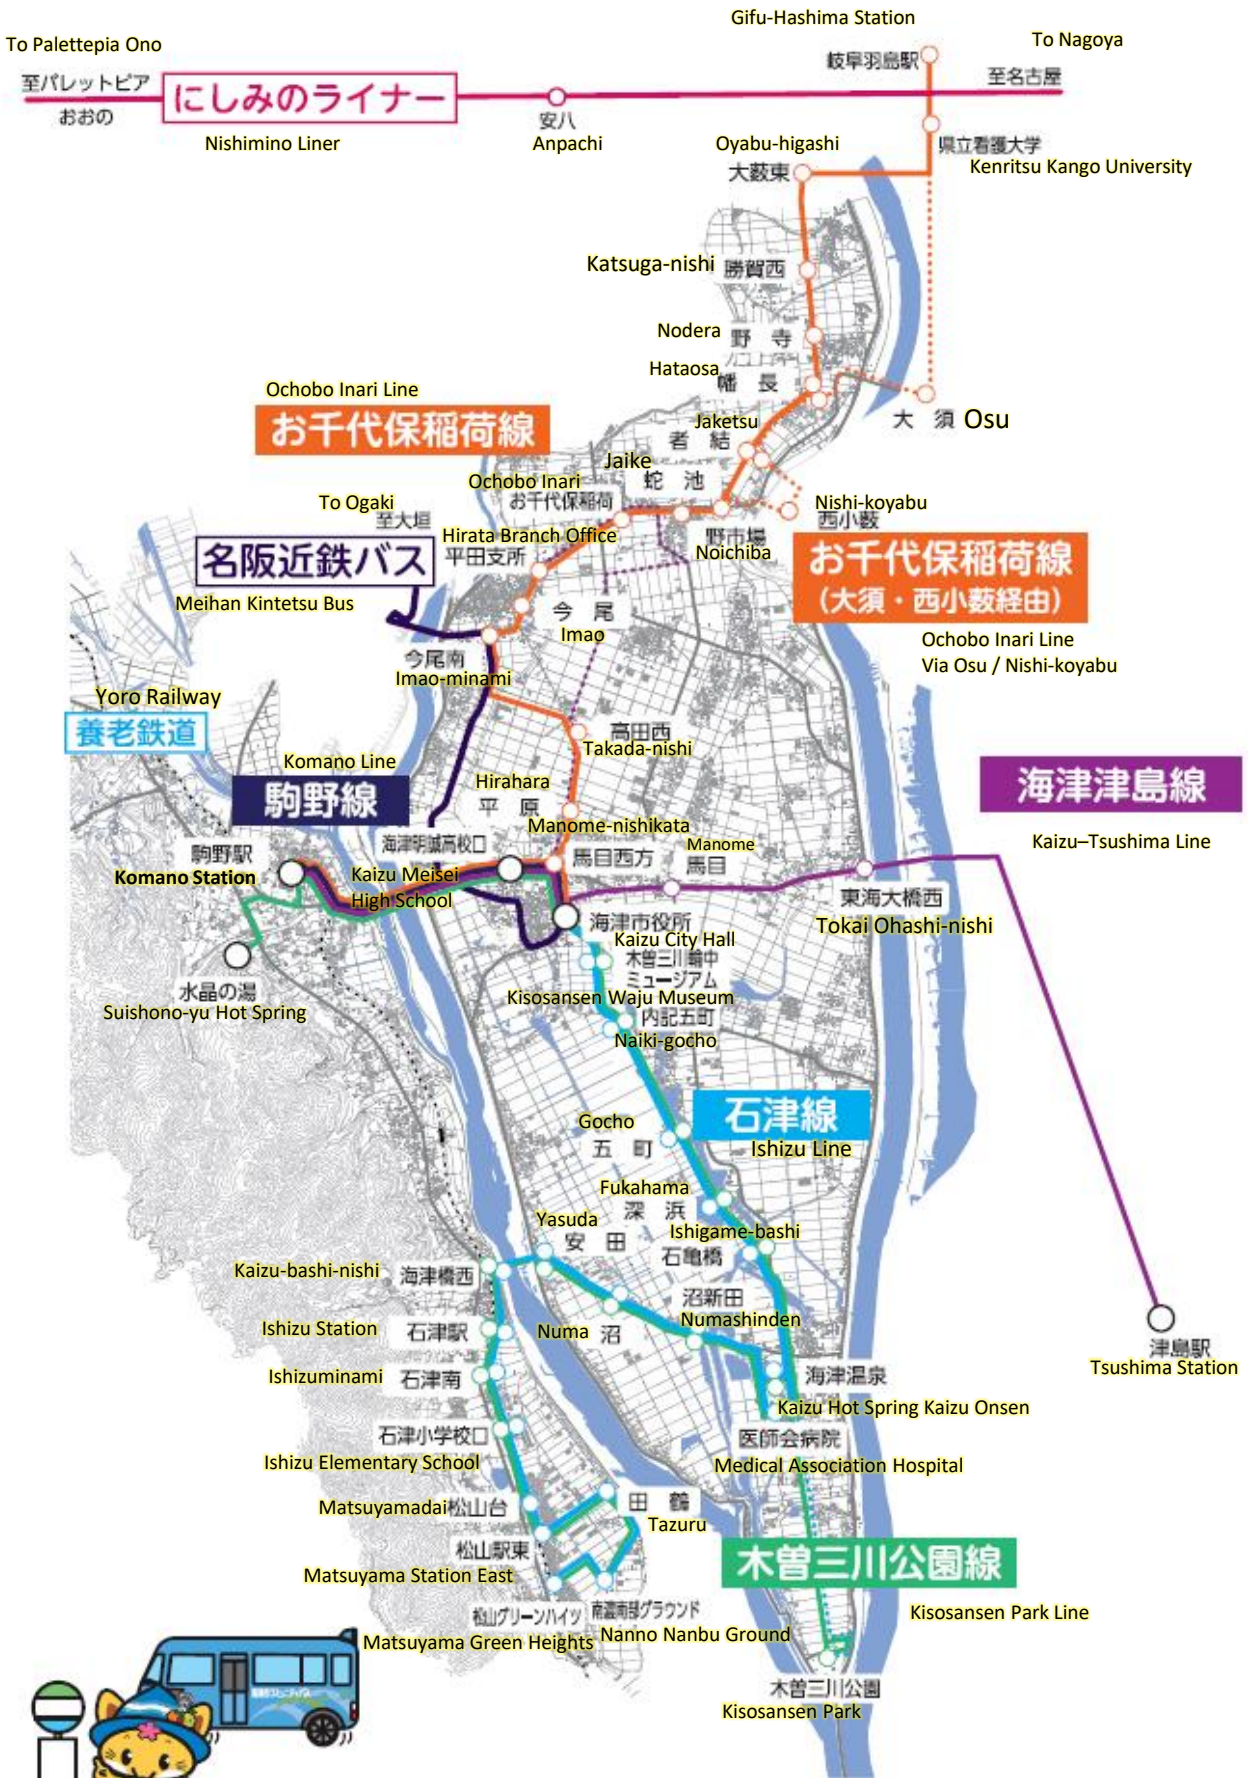 Gifu-Hashima Station
To Palettepia Ono
To Nagoya
岐阜羽島駅
至パレットピア
おおの
にしみのライナー
至名古屋
安八
Nishimino Liner
Anpachi
Oyabu-higashi
県立看護大学
Kenritsu Kango University
大薮東
Katsuga-nishi
勝賀西
Nodera
野寺
Hataosa
幡長
Ochobo Inari Line
お千代保稲荷線
大須
Osu
Jaketsu
者結
Jaike
蛇池
Ochobo Inari
お千代保稲荷
To Ogaki
至大垣
Nishi-koyabu
西小薮
Hirata Branch Office
平田支所
野市場
Noichiba
名阪近鉄バス
Meihan Kintetsu Bus
お千代保稲荷線
(大須・西小薮経由)
Ochobo Inari Line
Via Osu / Nishi-koyabu
今尾
Imao
今尾南
Imao-minami
Yoro Railway
養老鉄道
高田西
Takada-nishi
Komano Line
駒野線
Hirahara
平原
海津津島線
Kaizu–Tsushima Line
Manome-nishikata
馬目西方
Manome
馬目
海津明誠高校口
Kaizu Meisei
High School
駒野駅
Komano Station
東海大橋西
Tokai Ohashi-nishi
海津市役所
Kaizu City Hall
水晶の湯
Suishono-yu Hot Spring
木曽三川輪中
ミュージアム
Kisosansen Waju Museum
内記五町
Naiki-gocho
石津線
Ishizu Line
Gocho
五町
Fukahama
深浜
Yasuda
安田
Ishigame-bashi
石亀橋
Kaizu-bashi-nishi
海津橋西
沼新田
Numashinden
Ishizu Station
石津駅
Numa
沼
津島駅
Tsushima Station
Ishizuminami
石津南
海津温泉
Kaizu Hot Spring Kaizu Onsen
石津小学校口
Ishizu Elementary School
医師会病院
Medical Association Hospital
Matsuyamadai
松山台
田鶴
Tazuru
松山駅東
Matsuyama Station East
木曽三川公園線
Kisosansen Park Line
松山グリーンハイツ
Matsuyama Green Heights
南濃南部グラウンド
Nanno Nanbu Ground
木曽三川公園
Kisosansen Park